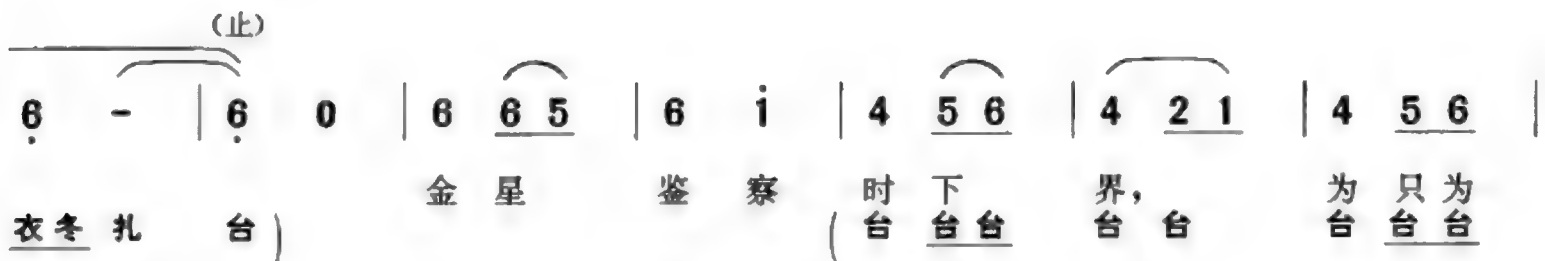 (止)
6̣ - | 6̣ 0 | 6 6 5 | 6 i̇ | 4 5 6 | 4 2 1 | 4 5 6 |
金 星 鉴 察 时 下 界， 为 只 为
衣冬 扎 台 ) ( 台 台台 台 台 台 台 台